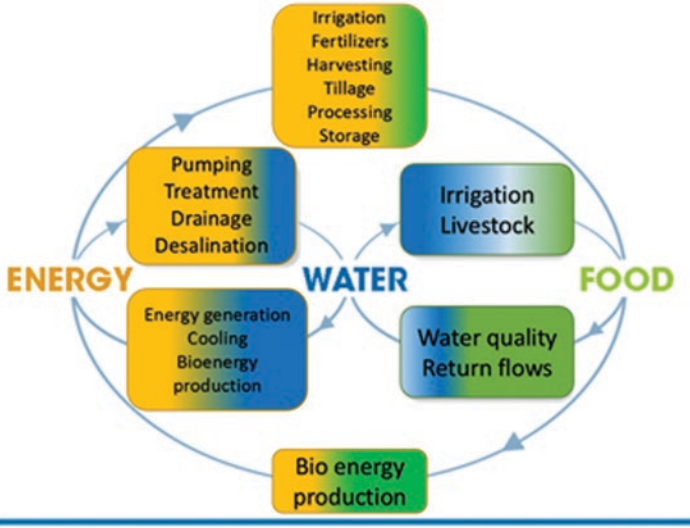 Irrigation
Fertilizers
Harvesting
Tillage
Processing
Storage
Pumping
Treatment
Drainage
Desalination
Irrigation
Livestock
ENERGY
WATER
FOOD
Energy generation
Cooling
Bioenergy
production
Water quality
Return flows
Bio energy
production